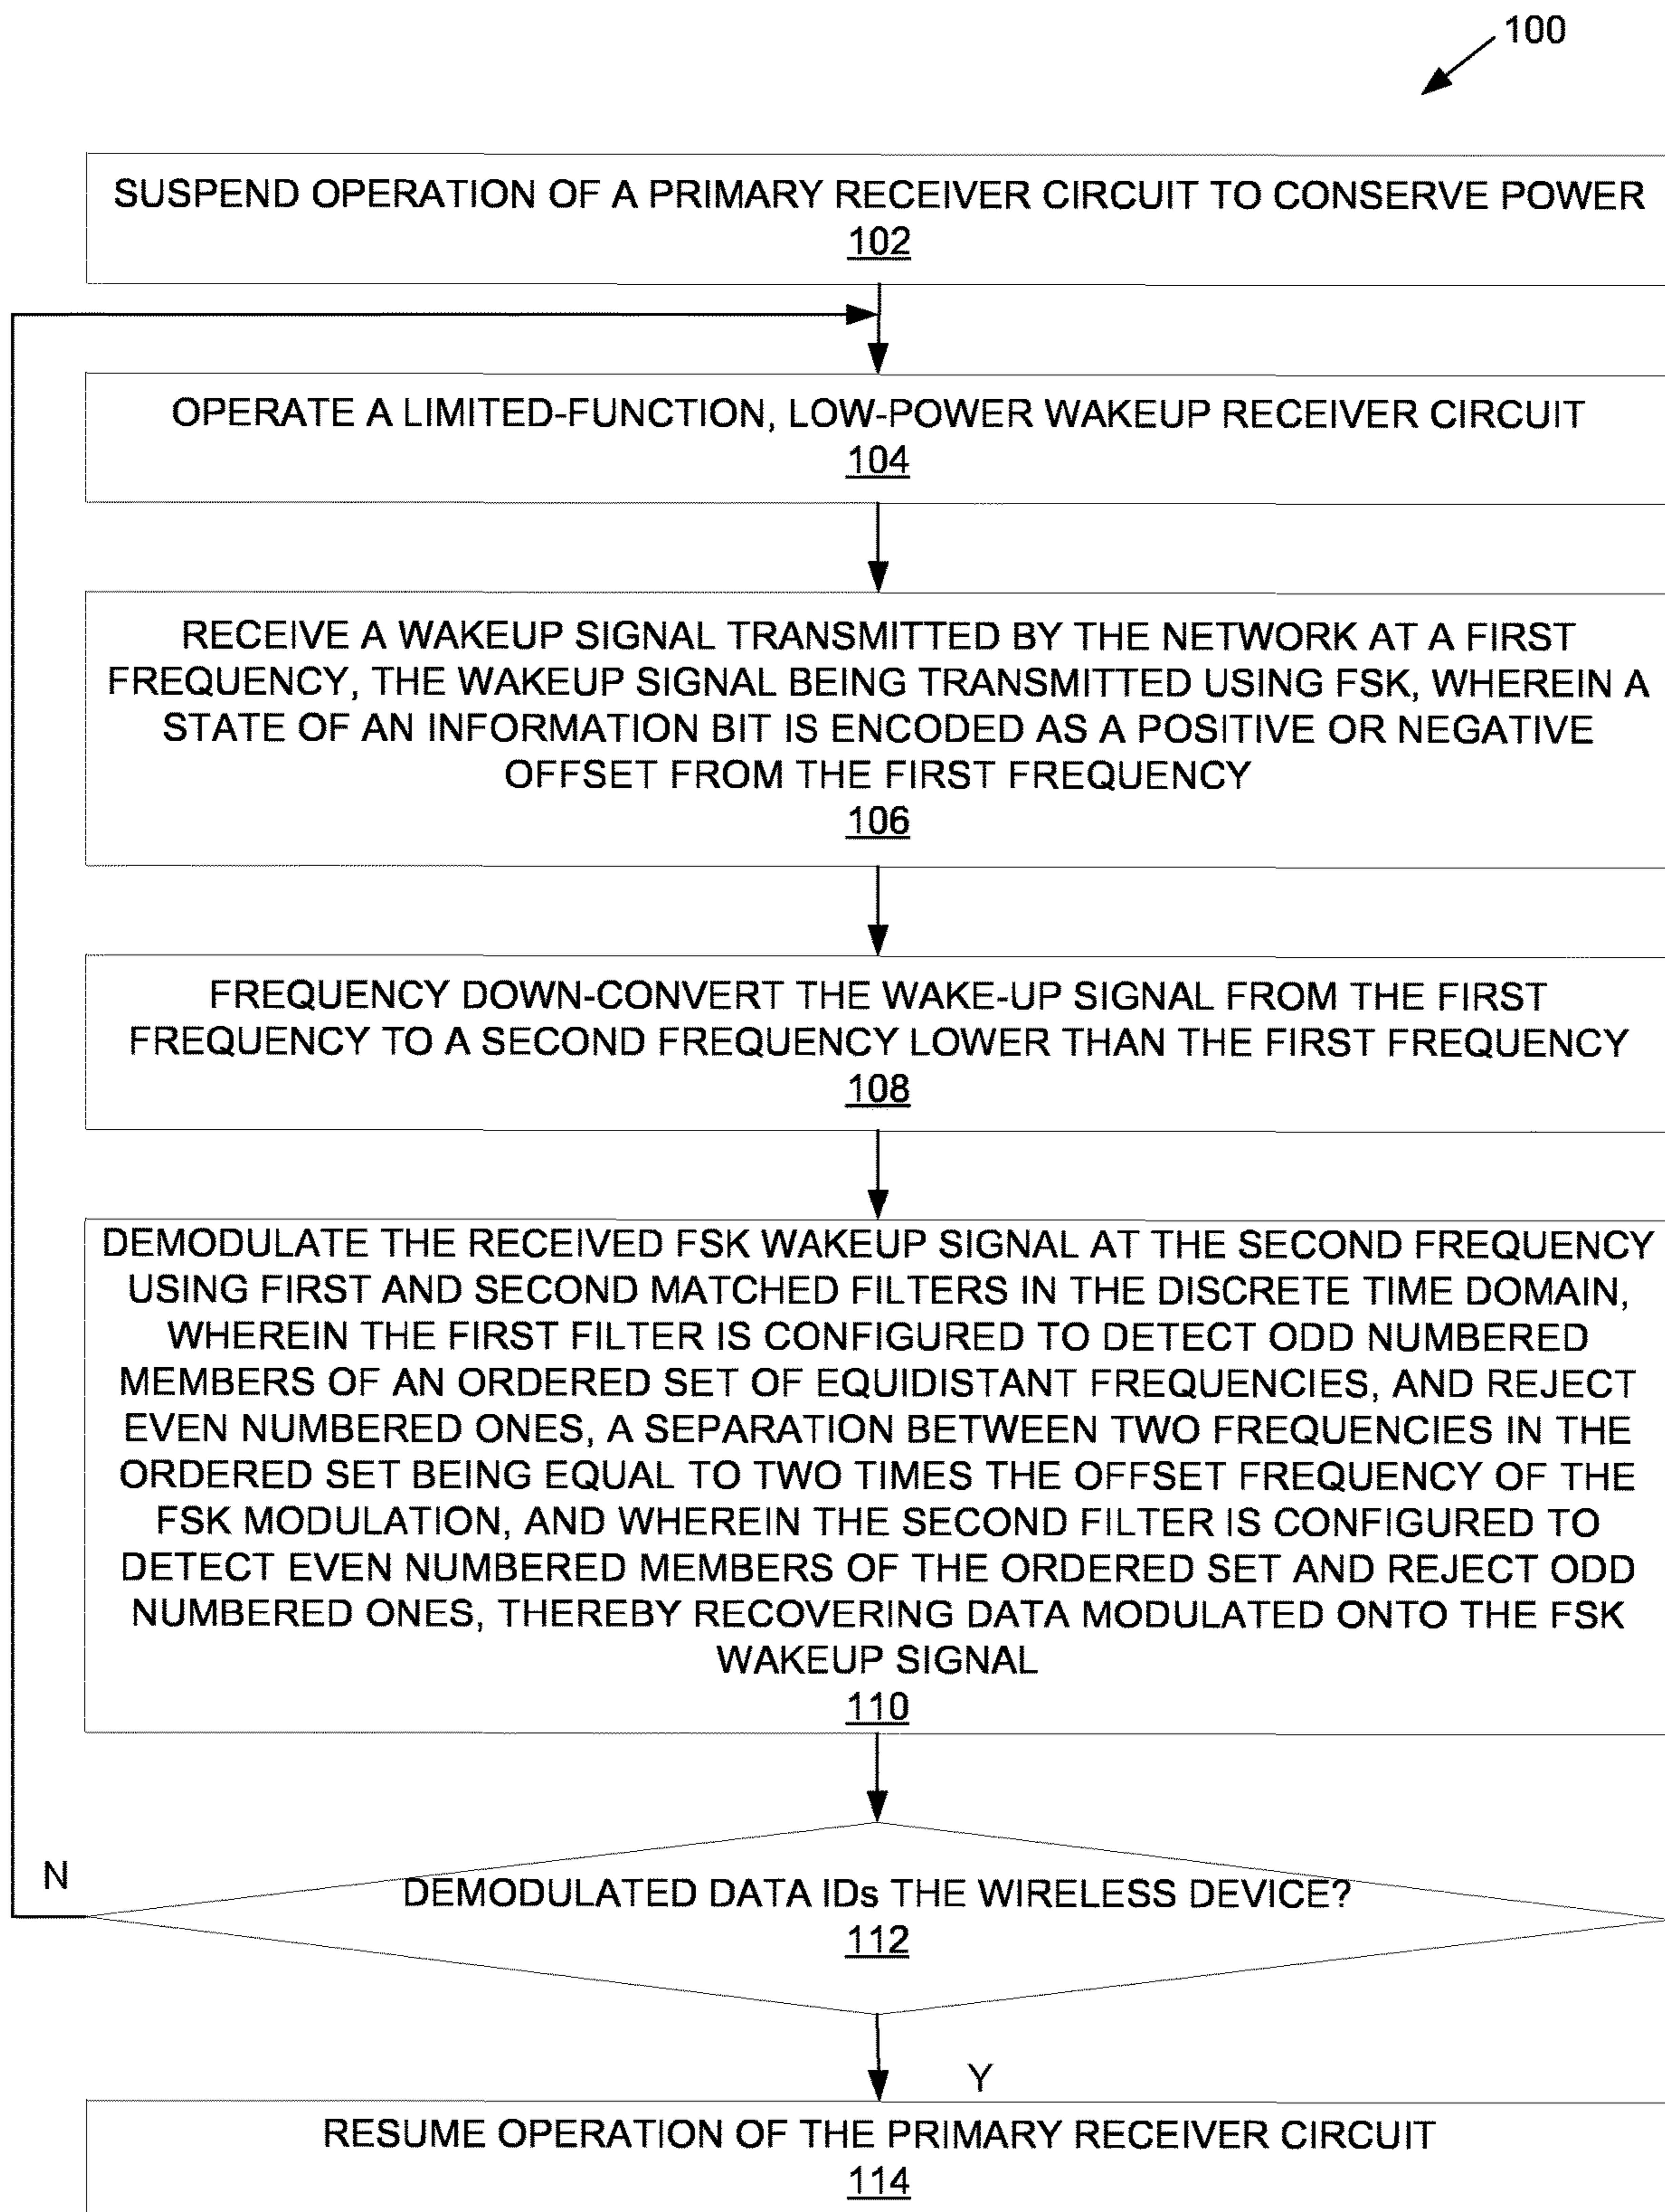 100
SUSPEND OPERATION OF A PRIMARY RECEIVER CIRCUIT TO CONSERVE POWER
102
OPERATE A LIMITED-FUNCTION, LOW-POWER WAKEUP RECEIVER CIRCUIT
104
RECEIVE A WAKEUP SIGNAL TRANSMITTED BY THE NETWORK AT A FIRST
FREQUENCY, THE WAKEUP SIGNAL BEING TRANSMITTED USING FSK, WHEREIN A
STATE OF AN INFORMATION BIT IS ENCODED AS A POSITIVE OR NEGATIVE
OFFSET FROM THE FIRST FREQUENCY
106
FREQUENCY DOWN-CONVERT THE WAKE-UP SIGNAL FROM THE FIRST
FREQUENCY TO A SECOND FREQUENCY LOWER THAN THE FIRST FREQUENCY
108
DEMODULATE THE RECEIVED FSK WAKEUP SIGNAL AT THE SECOND FREQUENCY
USING FIRST AND SECOND MATCHED FILTERS IN THE DISCRETE TIME DOMAIN,
WHEREIN THE FIRST FILTER IS CONFIGURED TO DETECT ODD NUMBERED
MEMBERS OF AN ORDERED SET OF EQUIDISTANT FREQUENCIES, AND REJECT
EVEN NUMBERED ONES, A SEPARATION BETWEEN TWO FREQUENCIES IN THE
ORDERED SET BEING EQUAL TO TWO TIMES THE OFFSET FREQUENCY OF THE
FSK MODULATION, AND WHEREIN THE SECOND FILTER IS CONFIGURED TO
DETECT EVEN NUMBERED MEMBERS OF THE ORDERED SET AND REJECT ODD
NUMBERED ONES, THEREBY RECOVERING DATA MODULATED ONTO THE FSK
WAKEUP SIGNAL
110
N
DEMODULATED DATA IDs THE WIRELESS DEVICE?
112
Y
RESUME OPERATION OF THE PRIMARY RECEIVER CIRCUIT
114